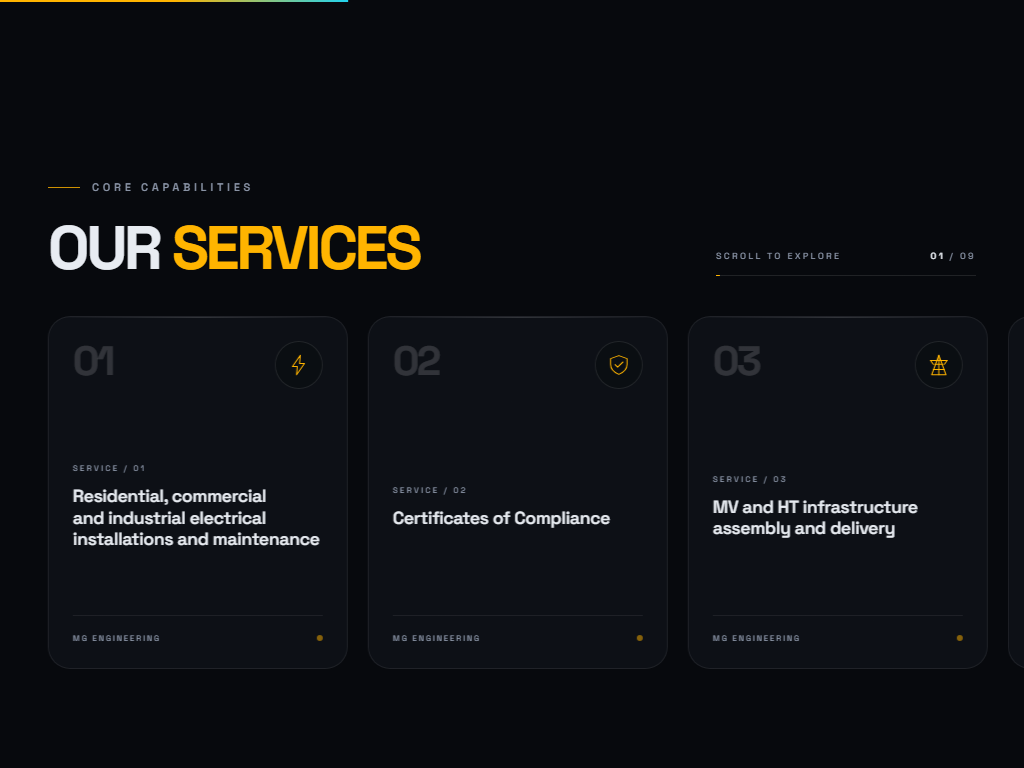 CORE CAPABILITIES
OUR SERVICES
SCROLL TO EXPLORE
01 / 09
01
SERVICE / 01
Residential, commercial
and industrial electrical
installations and maintenance
MG ENGINEERING
02
SERVICE / 02
Certificates of Compliance
MG ENGINEERING
03
SERVICE / 03
MV and HT infrastructure
assembly and delivery
MG ENGINEERING